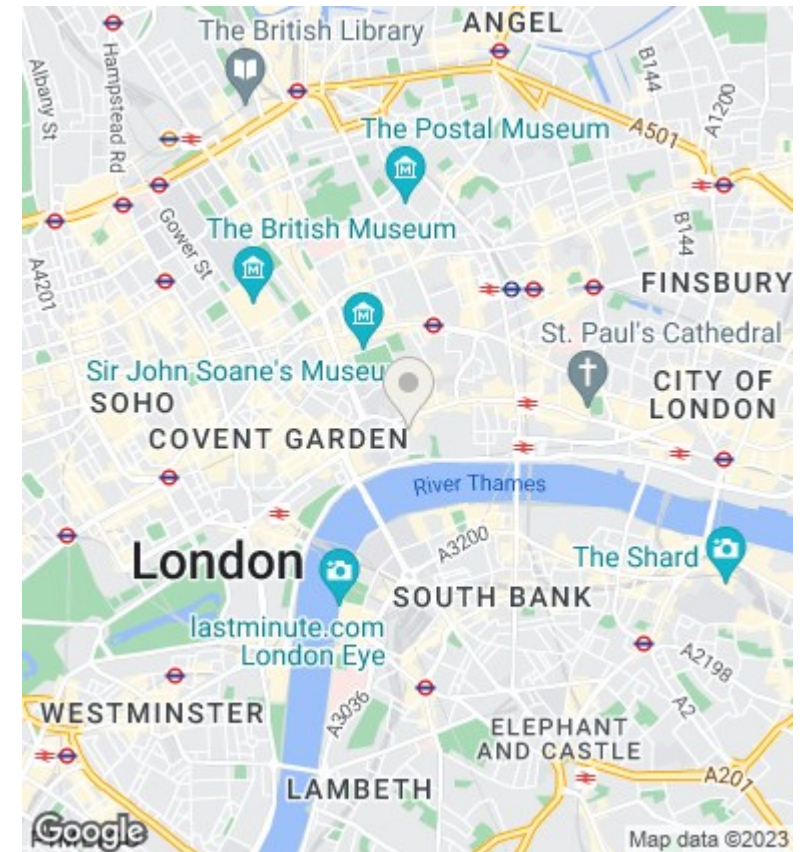 ANGEL
The British Library
Albany St
Hampstead Rd
B144
A1200
The Postal Museum
A501
The British Museum
Gower St
B144
A4201
FINSBURY
St. Paul's Cathedral
Sir John Soane's Museu
CITY OF
LONDON
SOHO
COVENT GARDEN
River Thames
A3200
London
The Shard
SOUTH BANK
lastminute.com
London Eye
A2198
A3036
A2
WESTMINSTER
ELEPHANT
AND CASTLE
A201
LAMBETH
Google
Map data ©2023